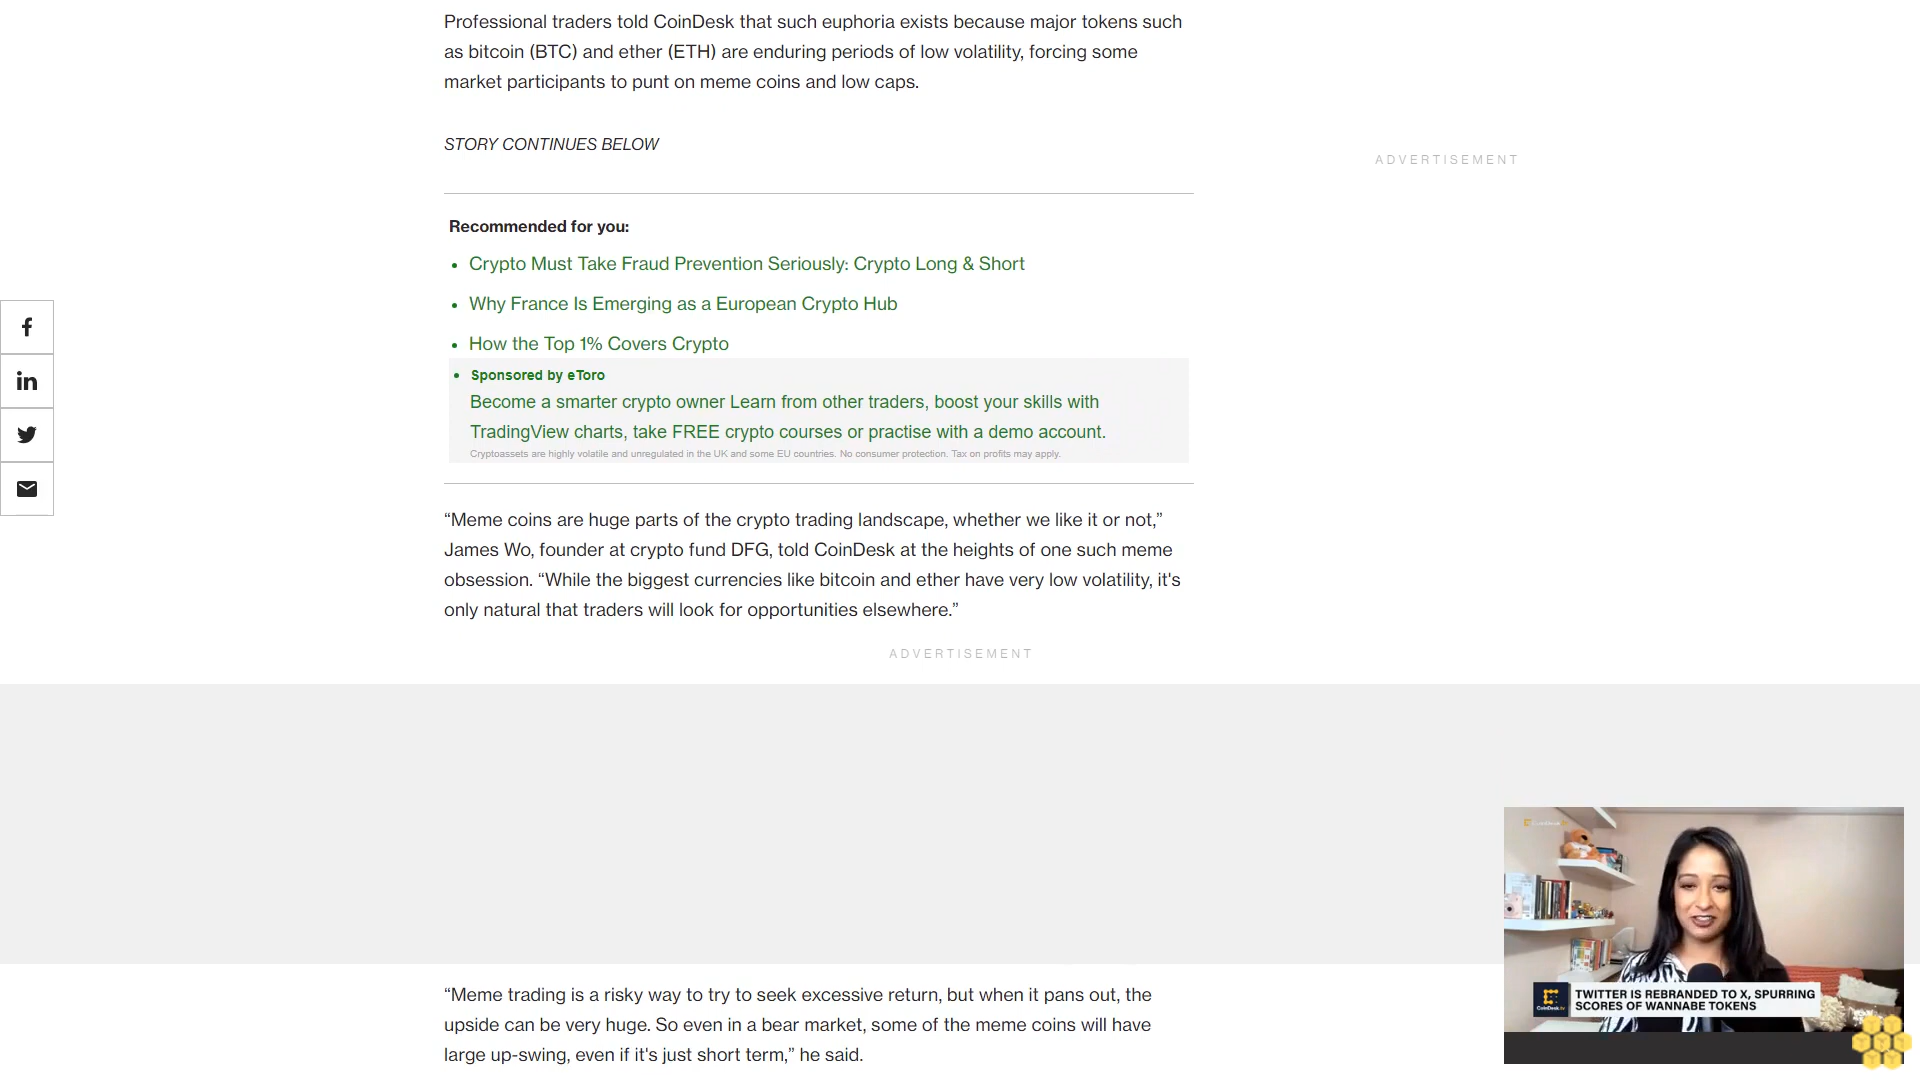 Professional traders told CoinDesk that such euphoria exists because major tokens such
as bitcoin (BTC) and ether (ETH) are enduring periods of low volatility, forcing some
market participants to punt on meme coins and low caps.
STORY CONTINUES BELOW
ADVERTISEMENT
Recommended for you:
• Crypto Must Take Fraud Prevention Seriously: Crypto Long & Short
• Why France Is Emerging as a European Crypto Hub
• How the Top 1% Covers Crypto
• Sponsored by eToro
Become a smarter crypto owner Learn from other traders, boost your skills with
TradingView charts, take FREE crypto courses or practise with a demo account.
Cryptoassets are highly volatile and unregulated in the UK and some EU countries. No consumer protection. Tax on profits may apply.
“Meme coins are huge parts of the crypto trading landscape, whether we like it or not,”
James Wo, founder at crypto fund DFG, told CoinDesk at the heights of one such meme
obsession. “While the biggest currencies like bitcoin and ether have very low volatility, it's
only natural that traders will look for opportunities elsewhere.”
ADVERTISEMENT
CoinDesk
TWITTER IS REBRANDED TO X, SPURRING
SCORES OF WANNABE TOKENS
CoinDesk tv
“Meme trading is a risky way to try to seek excessive return, but when it pans out, the
upside can be very huge. So even in a bear market, some of the meme coins will have
large up-swing, even if it's just short term,” he said.